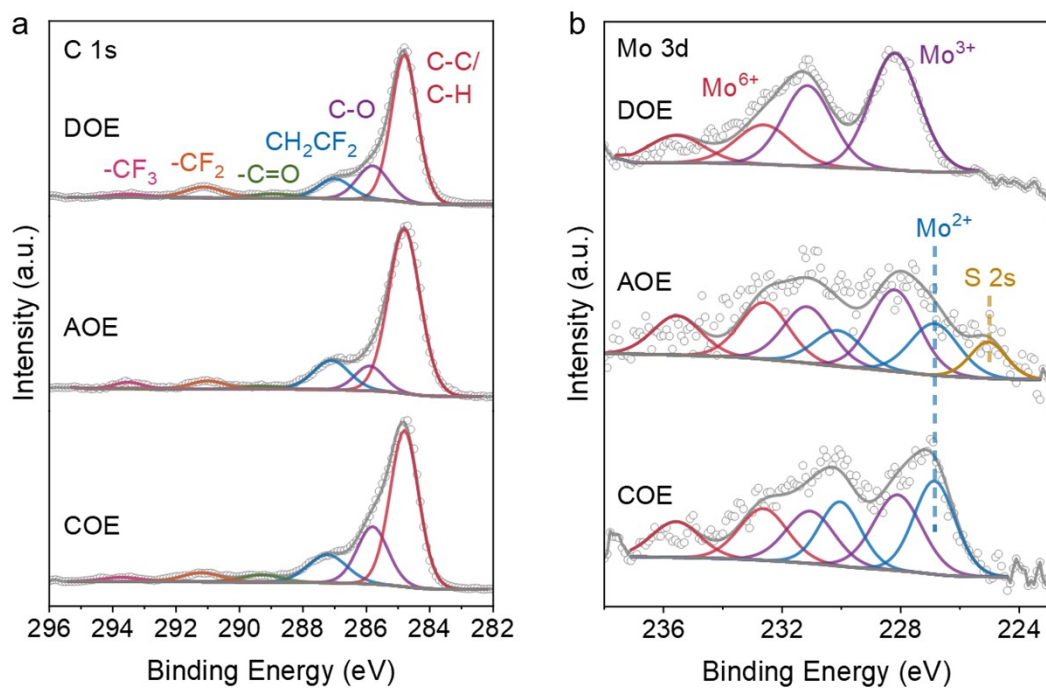 a
C 1s
DOE
C-C/
C-H
C-O
CH₂CF₂
-C=O
-CF₂
-CF₃
AOE
COE
Intensity (a.u.)
296 294 292 290 288 286 284 282
Binding Energy (eV)
b
Mo 3d
DOE
Mo⁶⁺
Mo³⁺
Mo²⁺
AOE
S 2s
COE
Intensity (a.u.)
236 232 228 224
Binding Energy (eV)